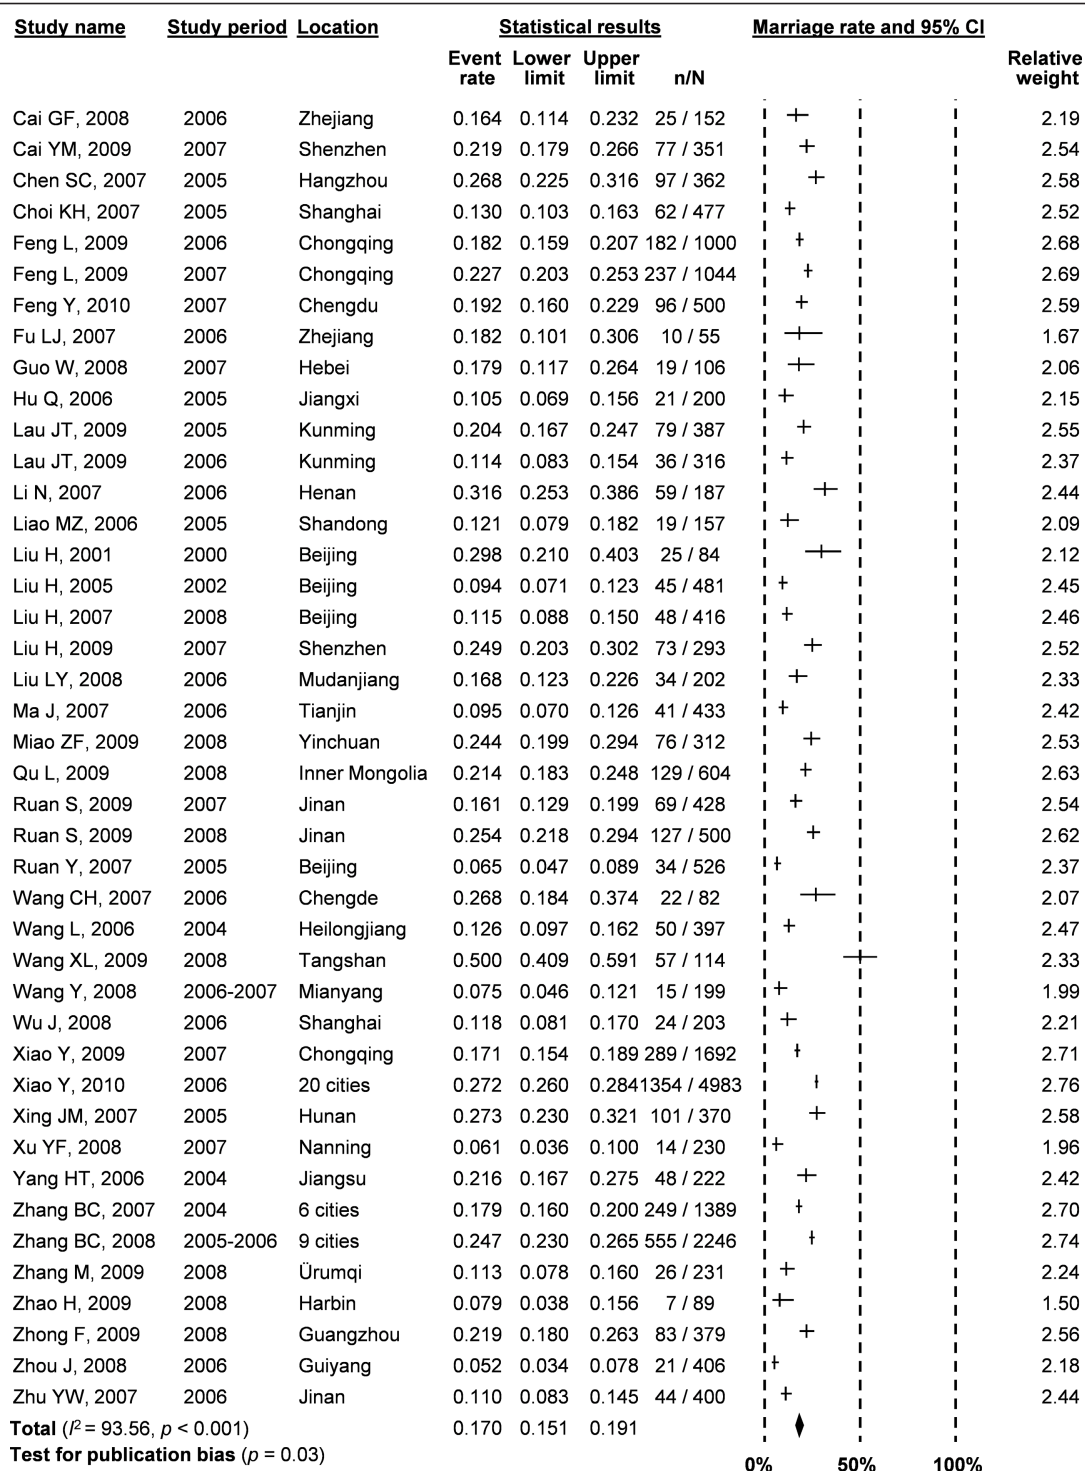 Study name Study period Location Statistical results Marriage rate and 95% CI
Event Lower Upper Relative
rate limit limit n/N weight
Cai GF, 2008 2006 Zhejiang 0.164 0.114 0.232 25 / 152 2.19
Cai YM, 2009 2007 Shenzhen 0.219 0.179 0.266 77 / 351 2.54
Chen SC, 2007 2005 Hangzhou 0.268 0.225 0.316 97 / 362 2.58
Choi KH, 2007 2005 Shanghai 0.130 0.103 0.163 62 / 477 2.52
Feng L, 2009 2006 Chongqing 0.182 0.159 0.207 182 / 1000 2.68
Feng L, 2009 2007 Chongqing 0.227 0.203 0.253 237 / 1044 2.69
Feng Y, 2010 2007 Chengdu 0.192 0.160 0.229 96 / 500 2.59
Fu LJ, 2007 2006 Zhejiang 0.182 0.101 0.306 10 / 55 1.67
Guo W, 2008 2007 Hebei 0.179 0.117 0.264 19 / 106 2.06
Hu Q, 2006 2005 Jiangxi 0.105 0.069 0.156 21 / 200 2.15
Lau JT, 2009 2005 Kunming 0.204 0.167 0.247 79 / 387 2.55
Lau JT, 2009 2006 Kunming 0.114 0.083 0.154 36 / 316 2.37
Li N, 2007 2006 Henan 0.316 0.253 0.386 59 / 187 2.44
Liao MZ, 2006 2005 Shandong 0.121 0.079 0.182 19 / 157 2.09
Liu H, 2001 2000 Beijing 0.298 0.210 0.403 25 / 84 2.12
Liu H, 2005 2002 Beijing 0.094 0.071 0.123 45 / 481 2.45
Liu H, 2007 2008 Beijing 0.115 0.088 0.150 48 / 416 2.46
Liu H, 2009 2007 Shenzhen 0.249 0.203 0.302 73 / 293 2.52
Liu LY, 2008 2006 Mudanjiang 0.168 0.123 0.226 34 / 202 2.33
Ma J, 2007 2006 Tianjin 0.095 0.070 0.126 41 / 433 2.42
Miao ZF, 2009 2008 Yinchuan 0.244 0.199 0.294 76 / 312 2.53
Qu L, 2009 2008 Inner Mongolia 0.214 0.183 0.248 129 / 604 2.63
Ruan S, 2009 2007 Jinan 0.161 0.129 0.199 69 / 428 2.54
Ruan S, 2009 2008 Jinan 0.254 0.218 0.294 127 / 500 2.62
Ruan Y, 2007 2005 Beijing 0.065 0.047 0.089 34 / 526 2.37
Wang CH, 2007 2006 Chengde 0.268 0.184 0.374 22 / 82 2.07
Wang L, 2006 2004 Heilongjiang 0.126 0.097 0.162 50 / 397 2.47
Wang XL, 2009 2008 Tangshan 0.500 0.409 0.591 57 / 114 2.33
Wang Y, 2008 2006-2007 Mianyang 0.075 0.046 0.121 15 / 199 1.99
Wu J, 2008 2006 Shanghai 0.118 0.081 0.170 24 / 203 2.21
Xiao Y, 2009 2007 Chongqing 0.171 0.154 0.189 289 / 1692 2.71
Xiao Y, 2010 2006 20 cities 0.272 0.260 0.284 1354 / 4983 2.76
Xing JM, 2007 2005 Hunan 0.273 0.230 0.321 101 / 370 2.58
Xu YF, 2008 2007 Nanning 0.061 0.036 0.100 14 / 230 1.96
Yang HT, 2006 2004 Jiangsu 0.216 0.167 0.275 48 / 222 2.42
Zhang BC, 2007 2004 6 cities 0.179 0.160 0.200 249 / 1389 2.70
Zhang BC, 2008 2005-2006 9 cities 0.247 0.230 0.265 555 / 2246 2.74
Zhang M, 2009 2008 Ürumqi 0.113 0.078 0.160 26 / 231 2.24
Zhao H, 2009 2008 Harbin 0.079 0.038 0.156 7 / 89 1.50
Zhong F, 2009 2008 Guangzhou 0.219 0.180 0.263 83 / 379 2.56
Zhou J, 2008 2006 Guiyang 0.052 0.034 0.078 21 / 406 2.18
Zhu YW, 2007 2006 Jinan 0.110 0.083 0.145 44 / 400 2.44
Total (I² = 93.56, p < 0.001) 0.170 0.151 0.191
Test for publication bias (p = 0.03)
0% 50% 100%